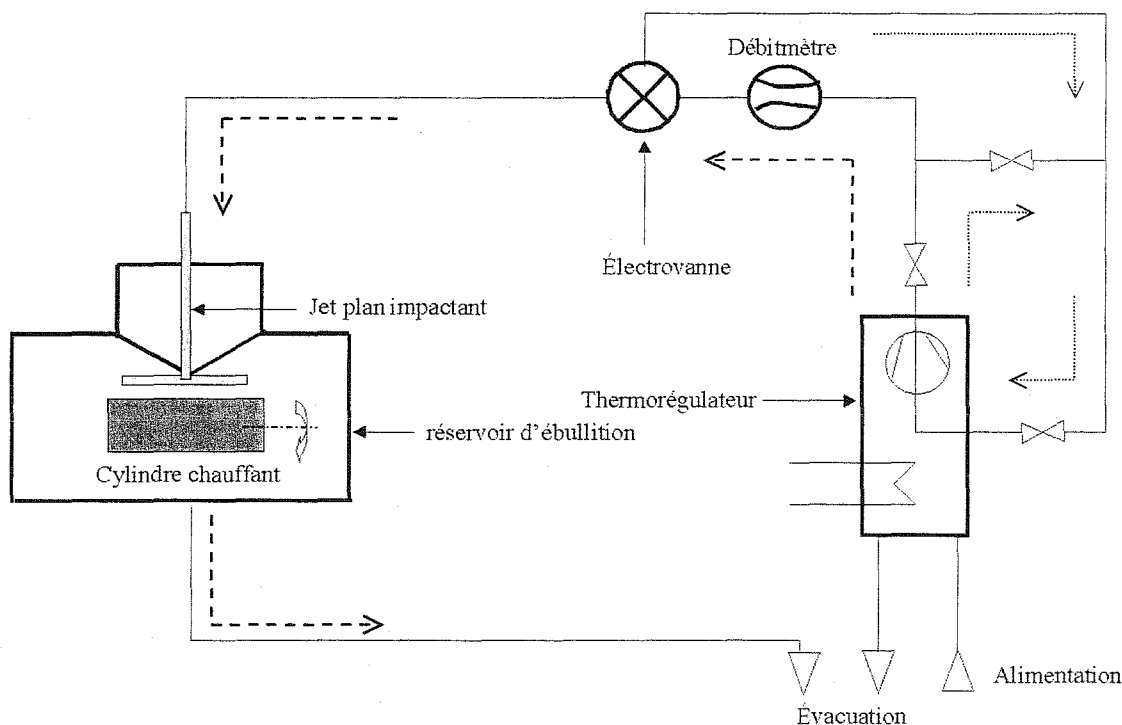 Débitmètre
Électrovanne
Jet plan impactant
Thermorégulateur
réservoir d'ébullition
Cylindre chauffant
Alimentation
Évacuation